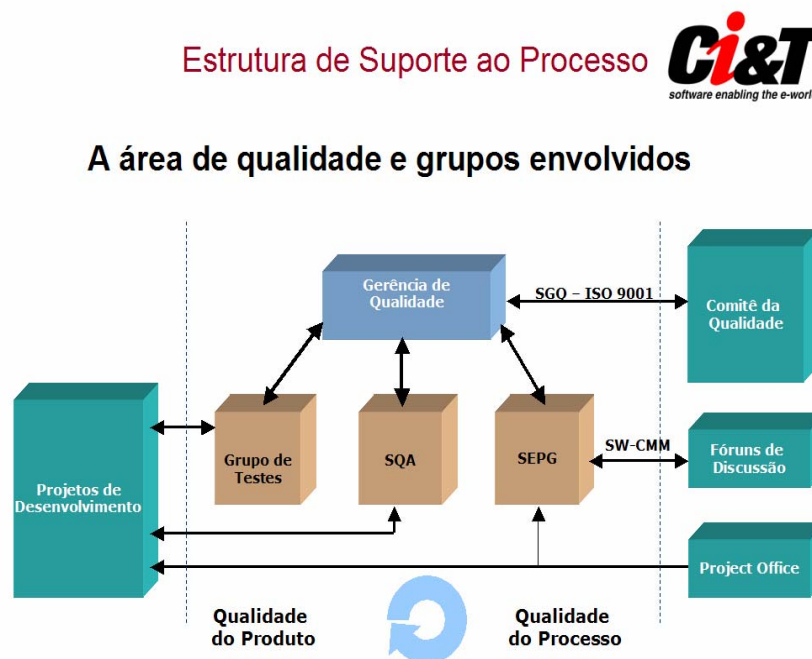 Estrutura de Suporte ao Processo
Ci&T
software enabling the e-worl
A área de qualidade e grupos envolvidos
Gerência de
Qualidade
SGQ – ISO 9001
Comitê da
Qualidade
Projetos de
Desenvolvimento
Grupo de
Testes
SQA
SEPG
SW-CMM
Fóruns de
Discussão
Project Office
Qualidade
do Produto
Qualidade
do Processo